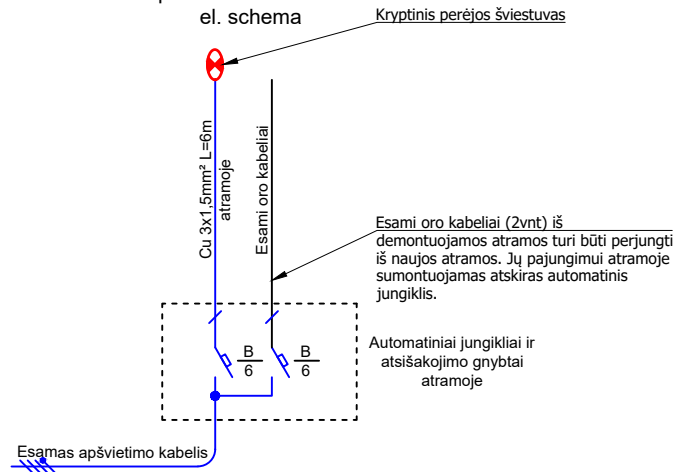 el. schema
Kryptinis perėjos šviestuvas
Cu 3x1,5mm² L=6m
atramoje
Esami oro kabeliai
Esami oro kabeliai (2vnt) iš
demontuojamos atramos turi būti perjungti
iš naujos atramos. Jų pajungimui atramoje
sumontuojamas atskiras automatinis
jungiklis.
B
6
B
6
Automatiniai jungikliai ir
atsišakojimo gnybtai
atramoje
Esamas apšvietimo kabelis